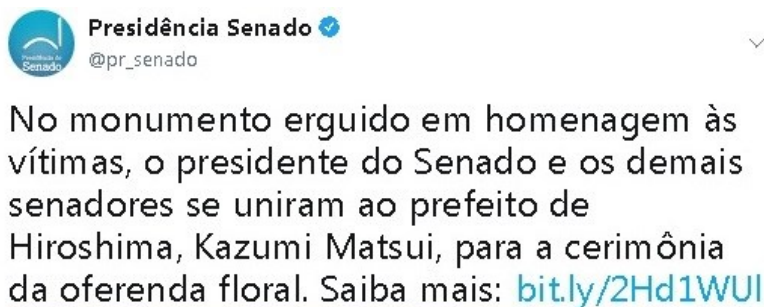 Presidência Senado
@pr_senado
Presidência do
Senado
No monumento erguido em homenagem às
vítimas, o presidente do Senado e os demais
senadores se uniram ao prefeito de
Hiroshima, Kazumi Matsui, para a cerimônia
da oferenda floral. Saiba mais: bit.ly/2Hd1WUl